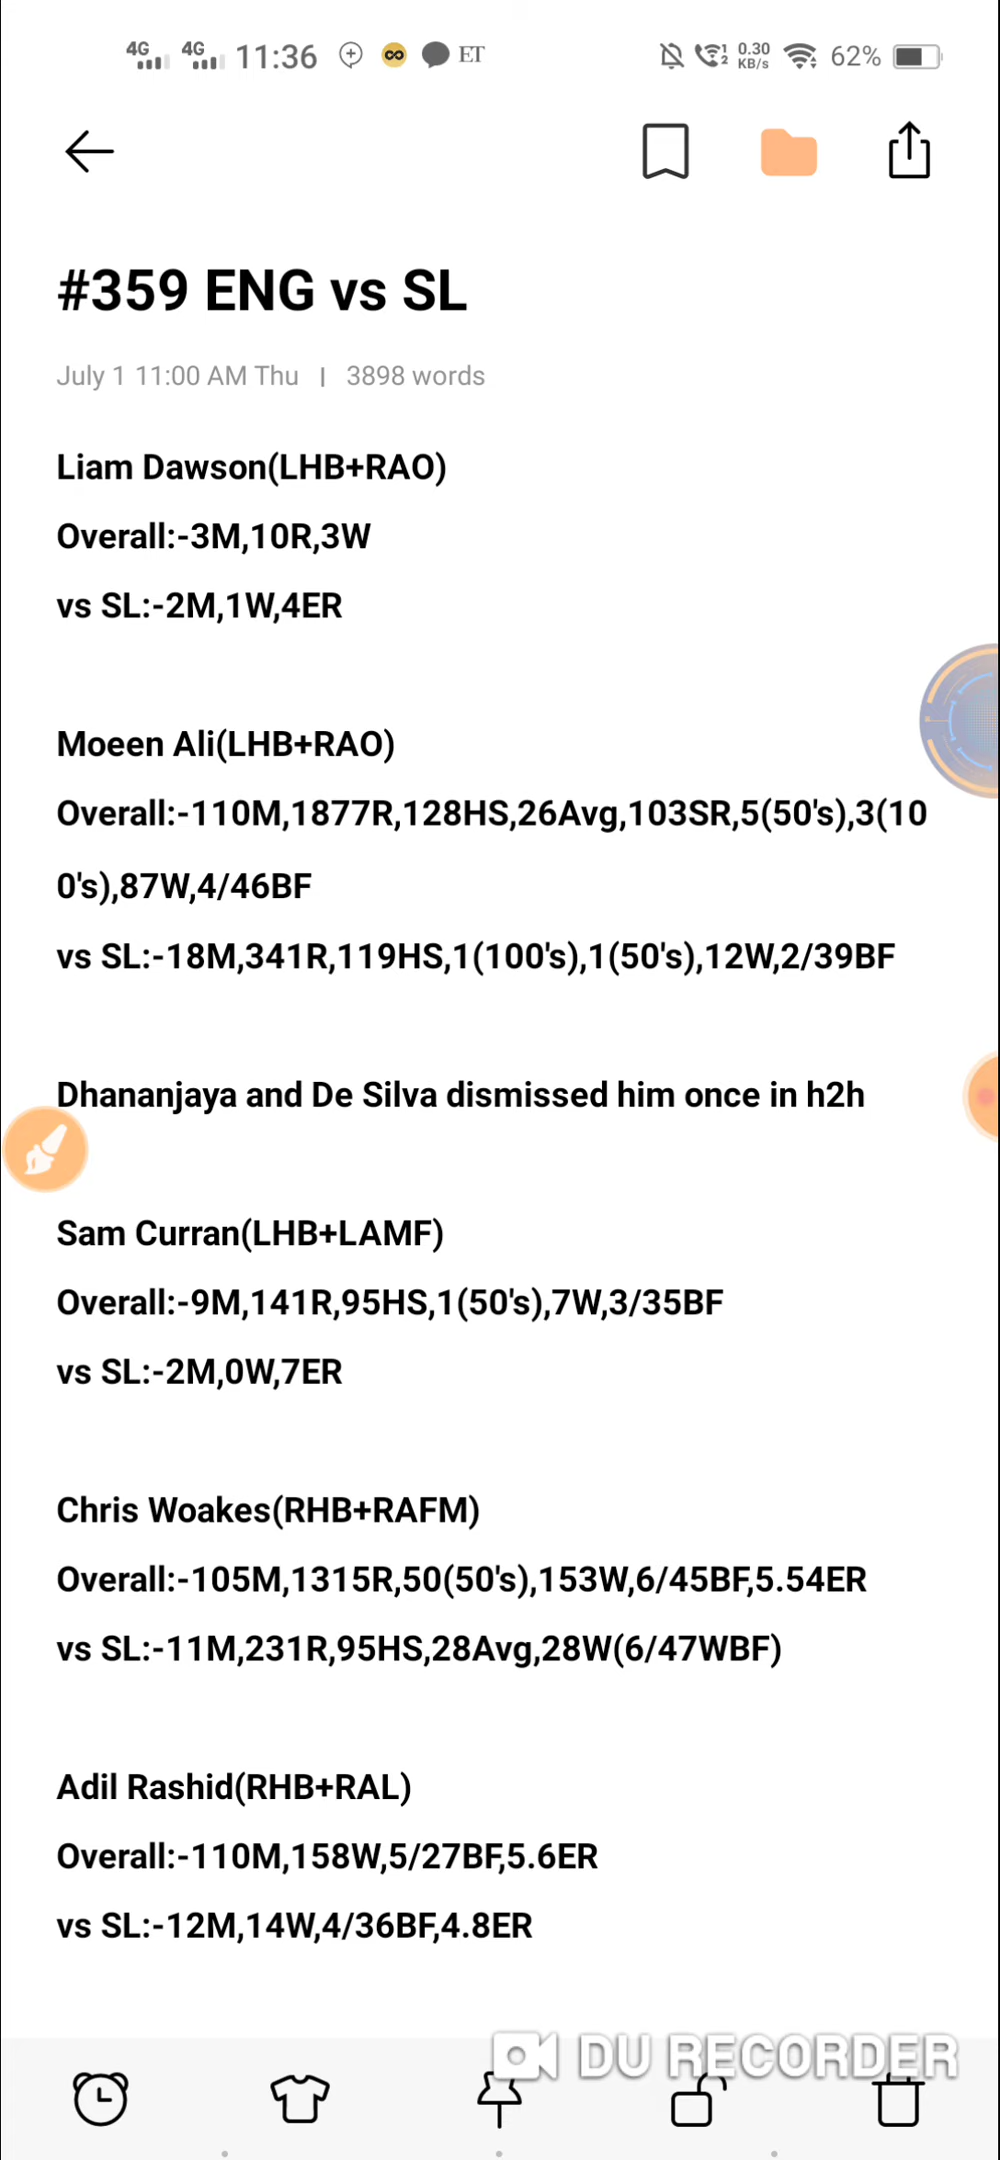 4G 4G 11:36 ET 0.30 KB/s 62%
#359 ENG vs SL
July 1 11:00 AM Thu | 3898 words
Liam Dawson(LHB+RAO)
Overall:-3M,10R,3W
vs SL:-2M,1W,4ER
Moeen Ali(LHB+RAO)
Overall:-110M,1877R,128HS,26Avg,103SR,5(50's),3(10
0's),87W,4/46BF
vs SL:-18M,341R,119HS,1(100's),1(50's),12W,2/39BF
Dhananjaya and De Silva dismissed him once in h2h
Sam Curran(LHB+LAMF)
Overall:-9M,141R,95HS,1(50's),7W,3/35BF
vs SL:-2M,0W,7ER
Chris Woakes(RHB+RAFM)
Overall:-105M,1315R,50(50's),153W,6/45BF,5.54ER
vs SL:-11M,231R,95HS,28Avg,28W(6/47WBF)
Adil Rashid(RHB+RAL)
Overall:-110M,158W,5/27BF,5.6ER
vs SL:-12M,14W,4/36BF,4.8ER
DU RECORDER